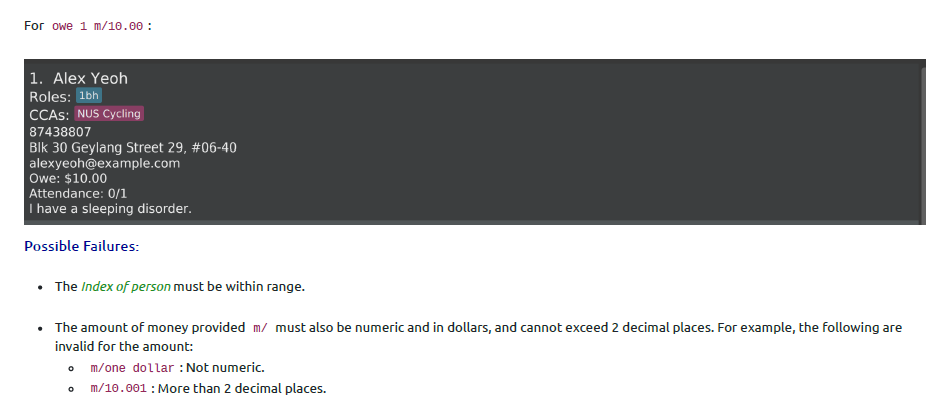 For owe 1 m/10.00 :
1. Alex Yeoh
Roles: 1bh
CCAs: NUS Cycling
87438807
Blk 30 Geylang Street 29, #06-40
alexyeoh@example.com
Owe: $10.00
Attendance: 0/1
I have a sleeping disorder.
Possible Failures:
• The Index of person must be within range.
• The amount of money provided m/ must also be numeric and in dollars, and cannot exceed 2 decimal places. For example, the following are
invalid for the amount:
m/one dollar : Not numeric.
m/10.001 : More than 2 decimal places.